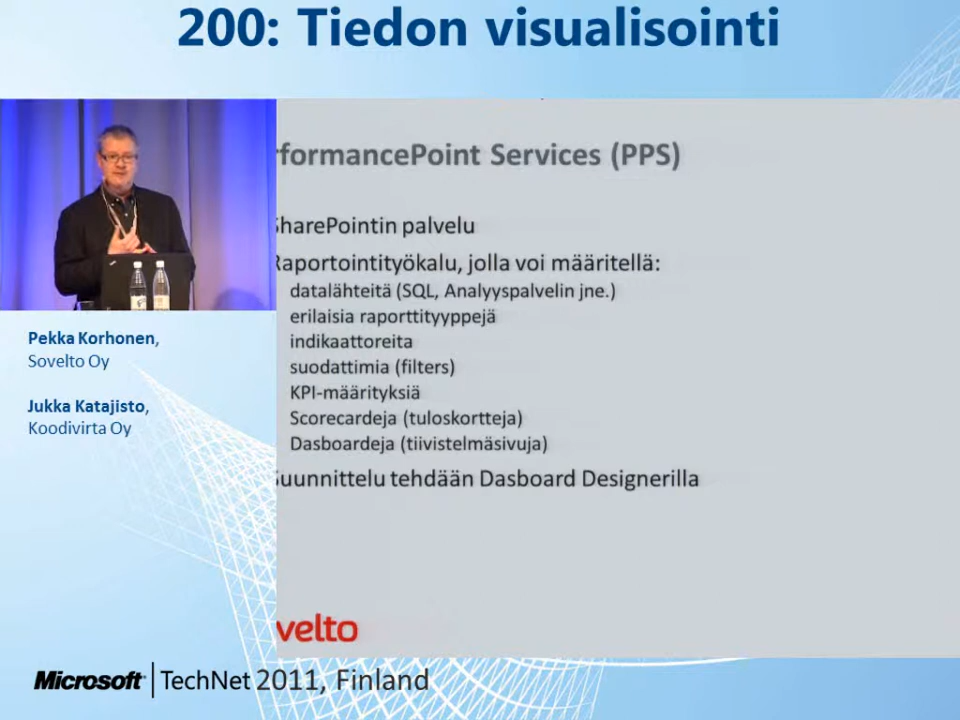 200: Tiedon visualisointi
rformancePoint Services (PPS)
SharePointin palvelu
Raportointityökalu, jolla voi määritellä:
datalähteitä (SQL, Analyyspalvelin jne.)
erilaisia raporttityyppejä
indikaattoreita
suodattimia (filters)
KPI-määrityksiä
Scorecardeja (tuloskortteja)
Dasboardeja (tiivistelmäsivuja)
Suunnittelu tehdään Dasboard Designerilla
velto
Pekka Korhonen,
Sovelto Oy
Jukka Katajisto,
Koodivirta Oy
Microsoft TechNet 2011, Finland